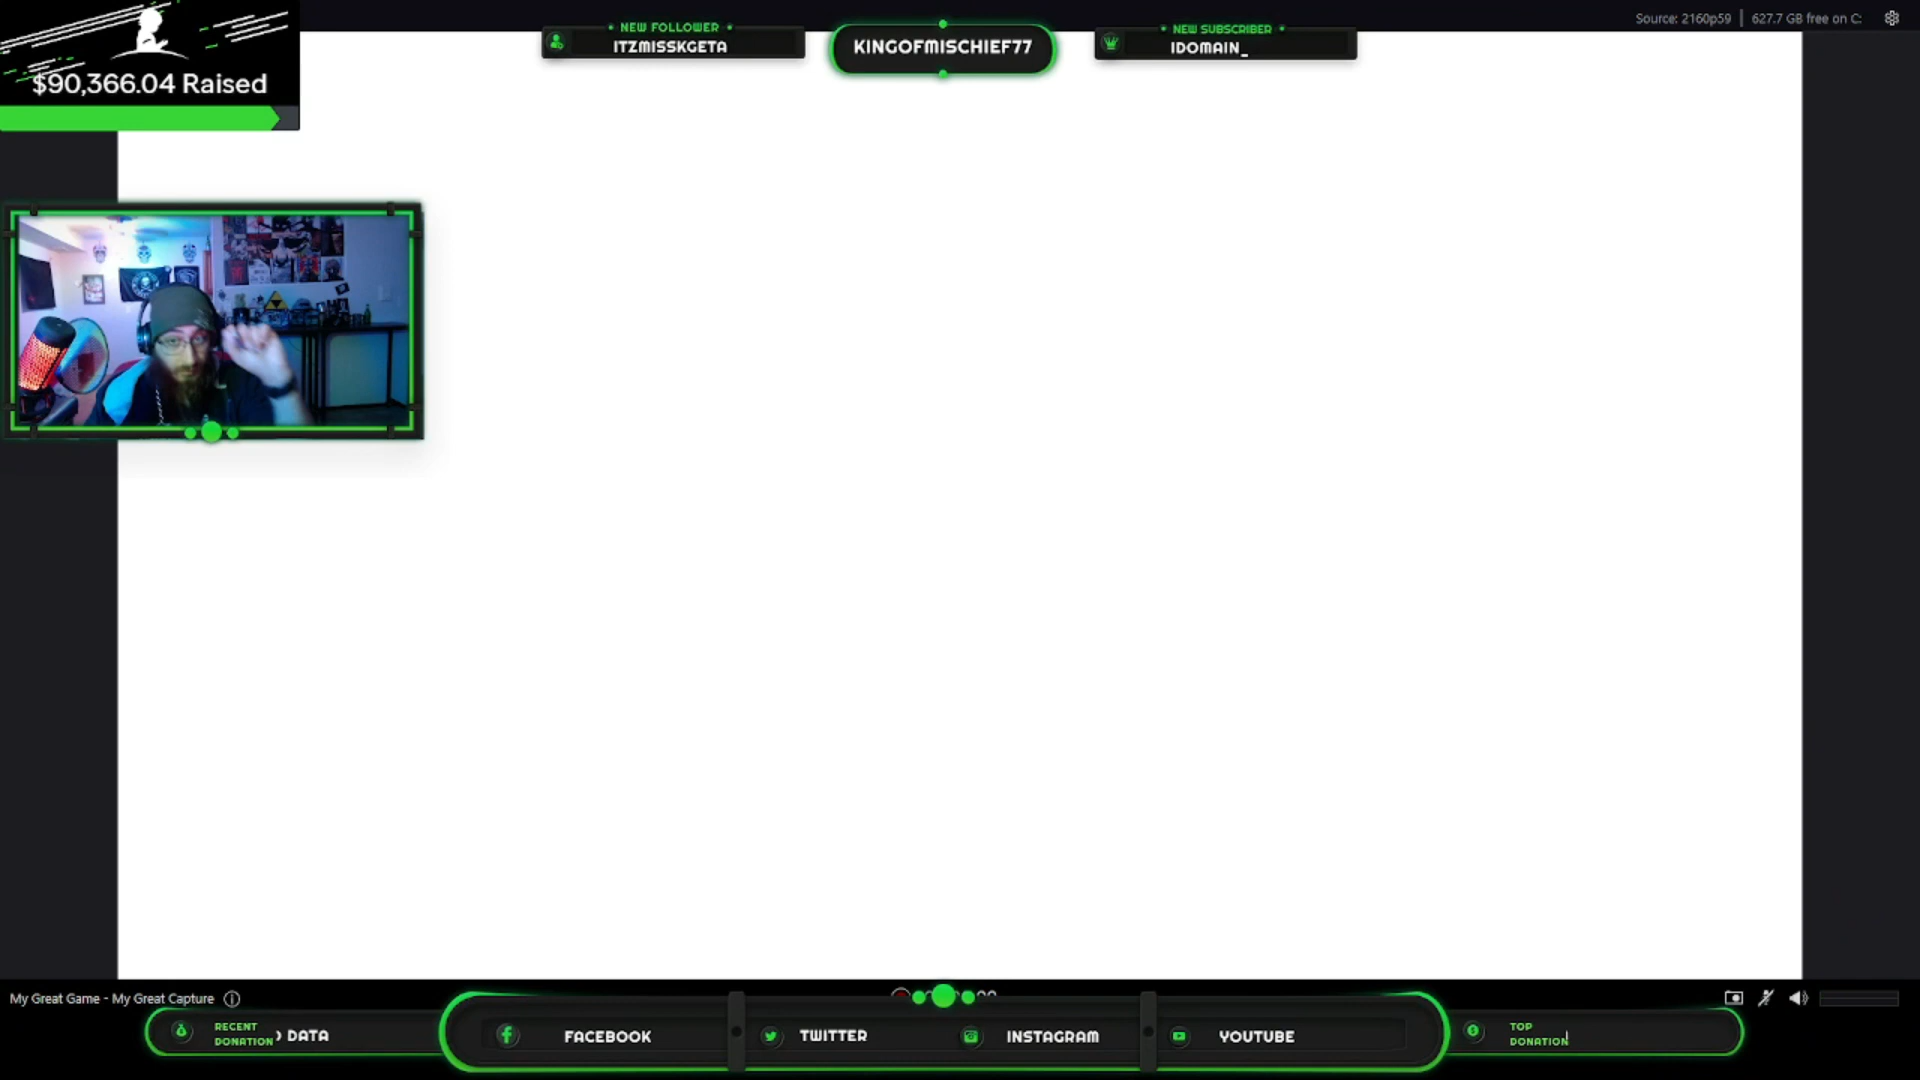 Source: 2160p59 | 627.7 GB free on C:
NEW FOLLOWER
ITZMISSKGETA
KINGOFMISCHIEF77
NEW SUBSCRIBER
IDOMAIN_
$90,366.04 Raised
My Great Game - My Great Capture
RECENT
DONATION
DATA
FACEBOOK
TWITTER
INSTAGRAM
YOUTUBE
TOP
DONATION